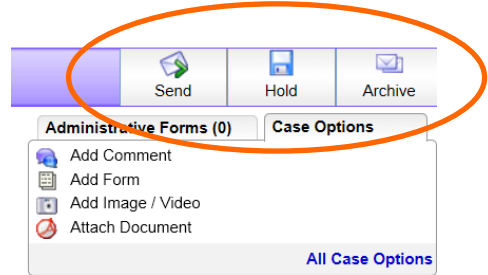 Send Hold Archive
Administrative Forms (0) Case Options
Add Comment
Add Form
Add Image / Video
Attach Document
All Case Options